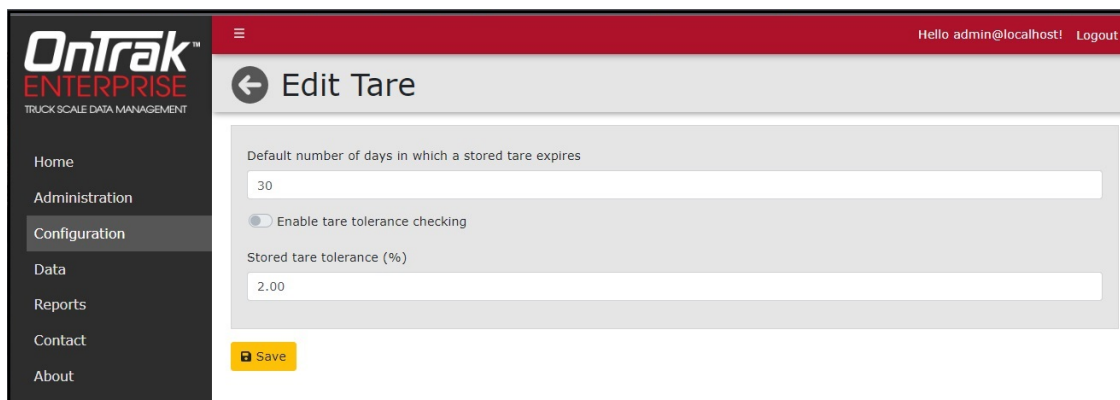 OnTrak™
ENTERPRISE
TRUCK SCALE DATA MANAGEMENT
Home
Administration
Configuration
Data
Reports
Contact
About
Hello admin@localhost! Logout
Edit Tare
Default number of days in which a stored tare expires
30
Enable tare tolerance checking
Stored tare tolerance (%)
2.00
Save